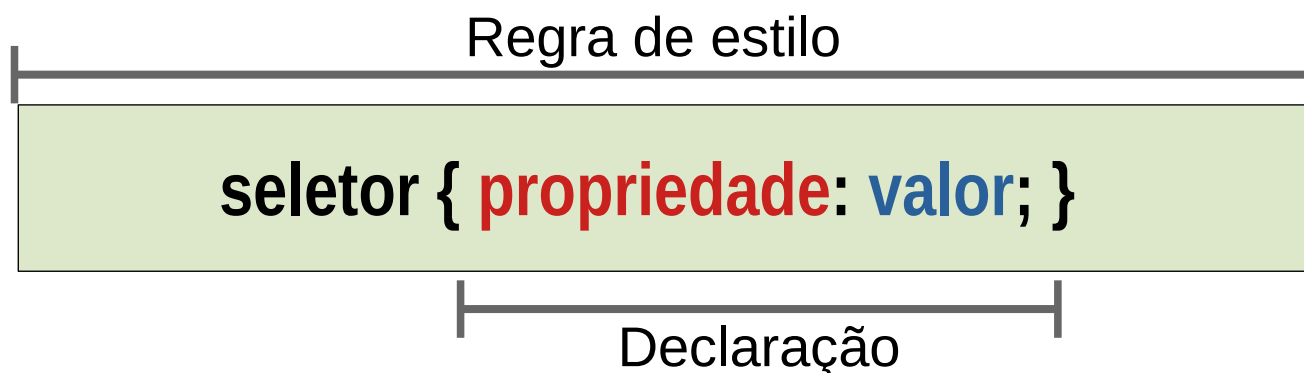 Regra de estilo
seletor { propriedade: valor; }
Declaração